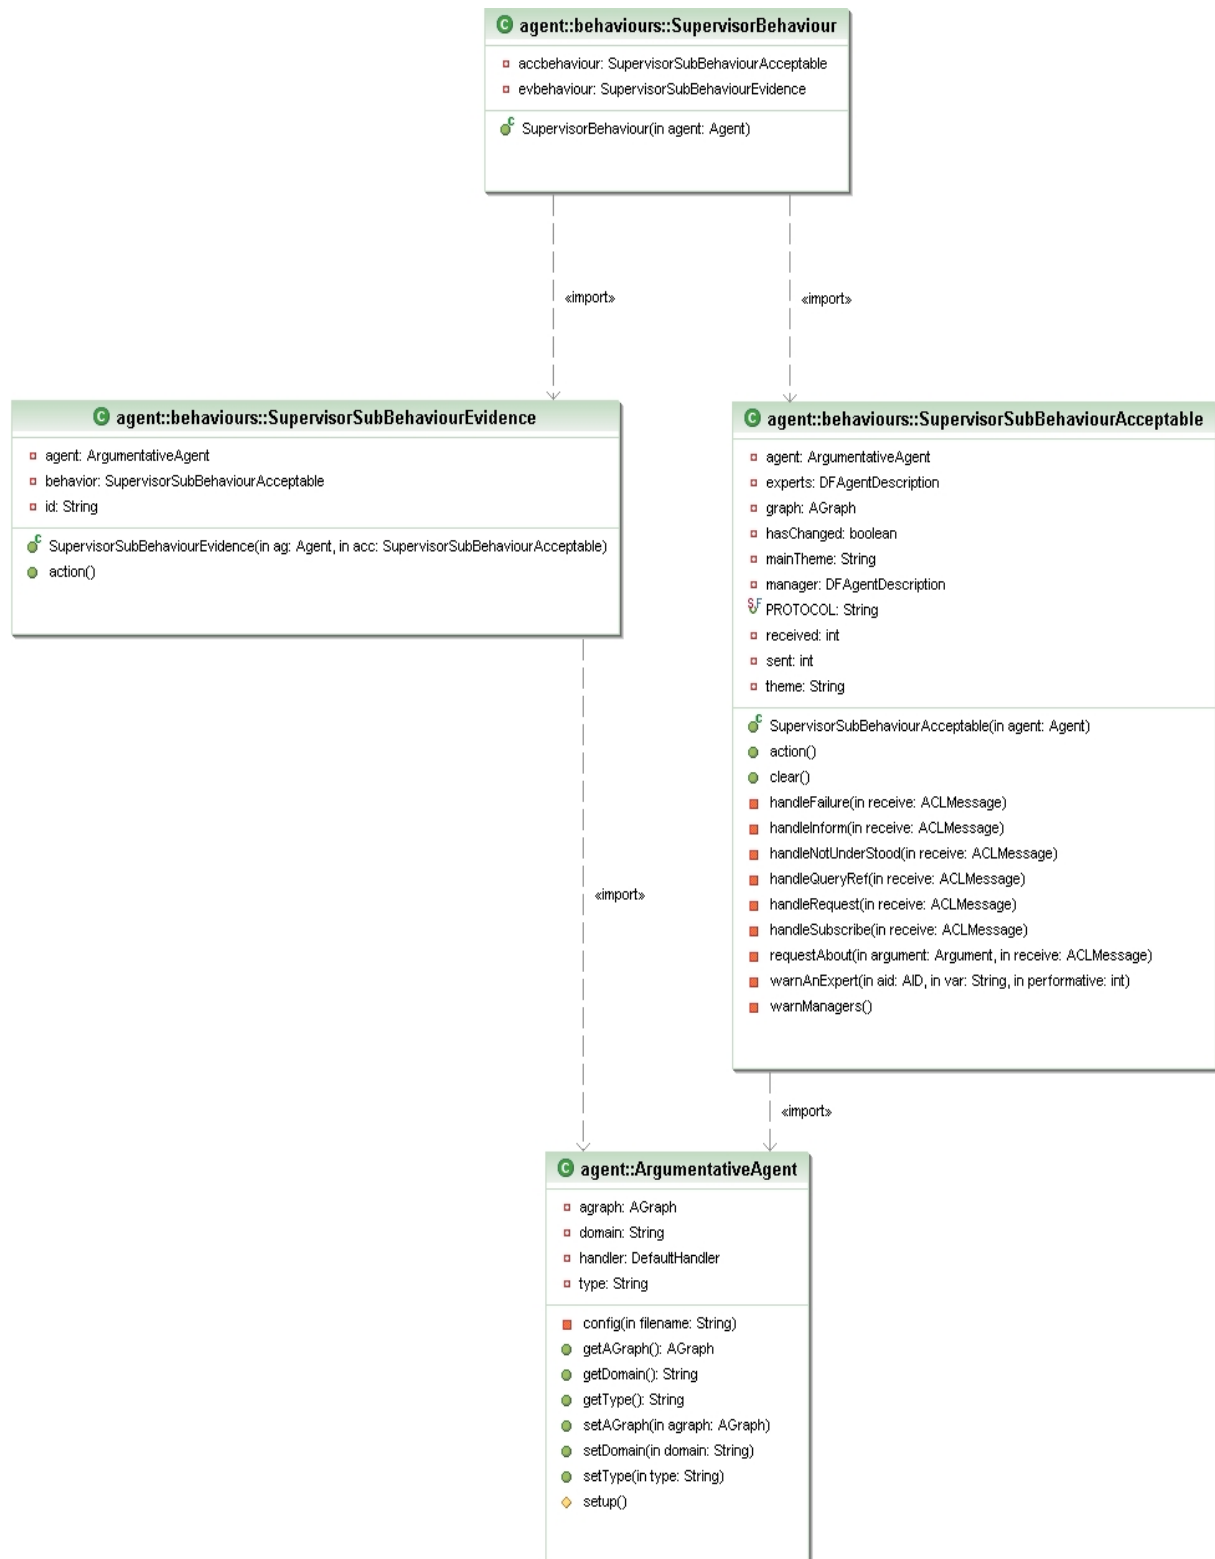 C agent::behaviours::SupervisorBehaviour
accbehaviour: SupervisorSubBehaviourAcceptable
evbehaviour: SupervisorSubBehaviourEvidence
C SupervisorBehaviour(in agent: Agent)
«import»
«import»
C agent::behaviours::SupervisorSubBehaviourEvidence
agent: ArgumentativeAgent
behavior: SupervisorSubBehaviourAcceptable
id: String
C SupervisorSubBehaviourEvidence(in ag: Agent, in acc: SupervisorSubBehaviourAcceptable)
action()
C agent::behaviours::SupervisorSubBehaviourAcceptable
agent: ArgumentativeAgent
experts: DFAgentDescription
graph: AGraph
hasChanged: boolean
mainTheme: String
manager: DFAgentDescription
S F PROTOCOL: String
received: int
sent: int
theme: String
C SupervisorSubBehaviourAcceptable(in agent: Agent)
action()
clear()
handleFailure(in receive: ACLMessage)
handleInform(in receive: ACLMessage)
handleNotUnderStood(in receive: ACLMessage)
handleQueryRef(in receive: ACLMessage)
handleRequest(in receive: ACLMessage)
handleSubscribe(in receive: ACLMessage)
requestAbout(in argument: Argument, in receive: ACLMessage)
warnAnExpert(in aid: AID, in var: String, in performative: int)
warnManagers()
«import»
«import»
C agent::ArgumentativeAgent
agraph: AGraph
domain: String
handler: DefaultHandler
type: String
config(in filename: String)
getAGraph(): AGraph
getDomain(): String
getType(): String
setAGraph(in agraph: AGraph)
setDomain(in domain: String)
setType(in type: String)
setup()